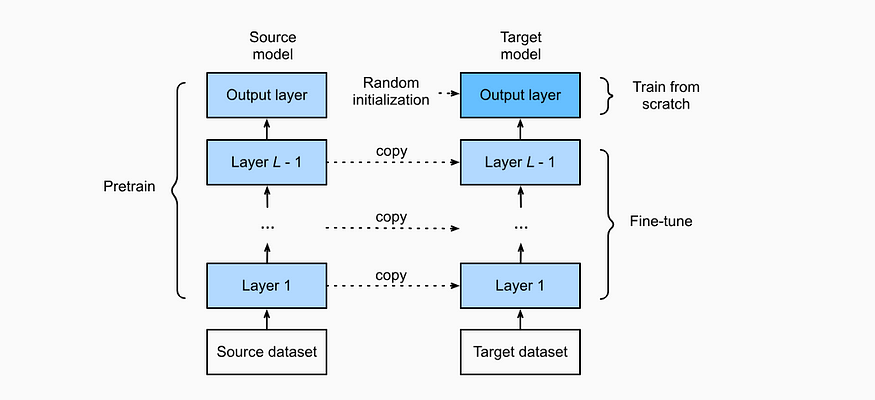 Source
model
Target
model
Output layer
Random
initialization
Output layer
Train from
scratch
Layer L - 1
copy
Layer L - 1
Pretrain
...
copy
...
Fine-tune
Layer 1
copy
Layer 1
Source dataset
Target dataset